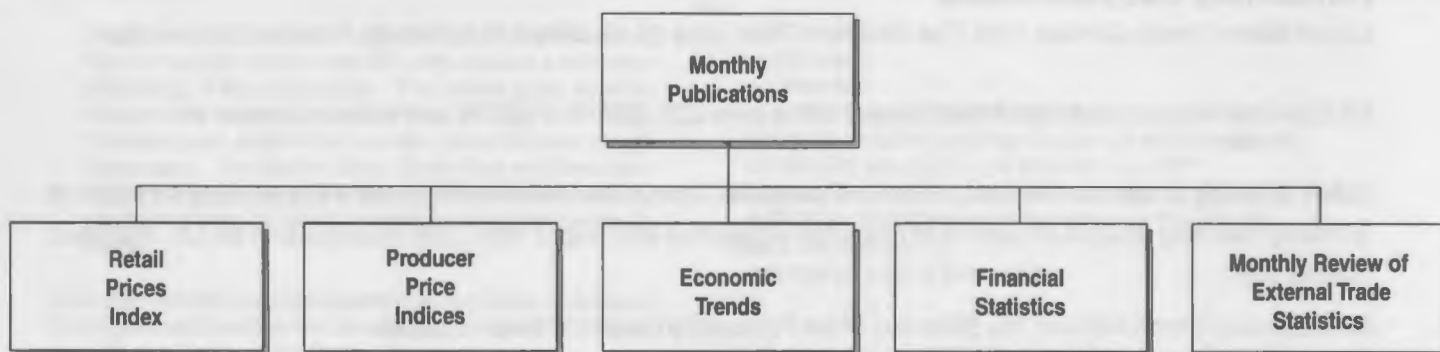 Monthly
Publications
Retail
Prices
Index
Producer
Price
Indices
Economic
Trends
Financial
Statistics
Monthly Review of
External Trade
Statistics